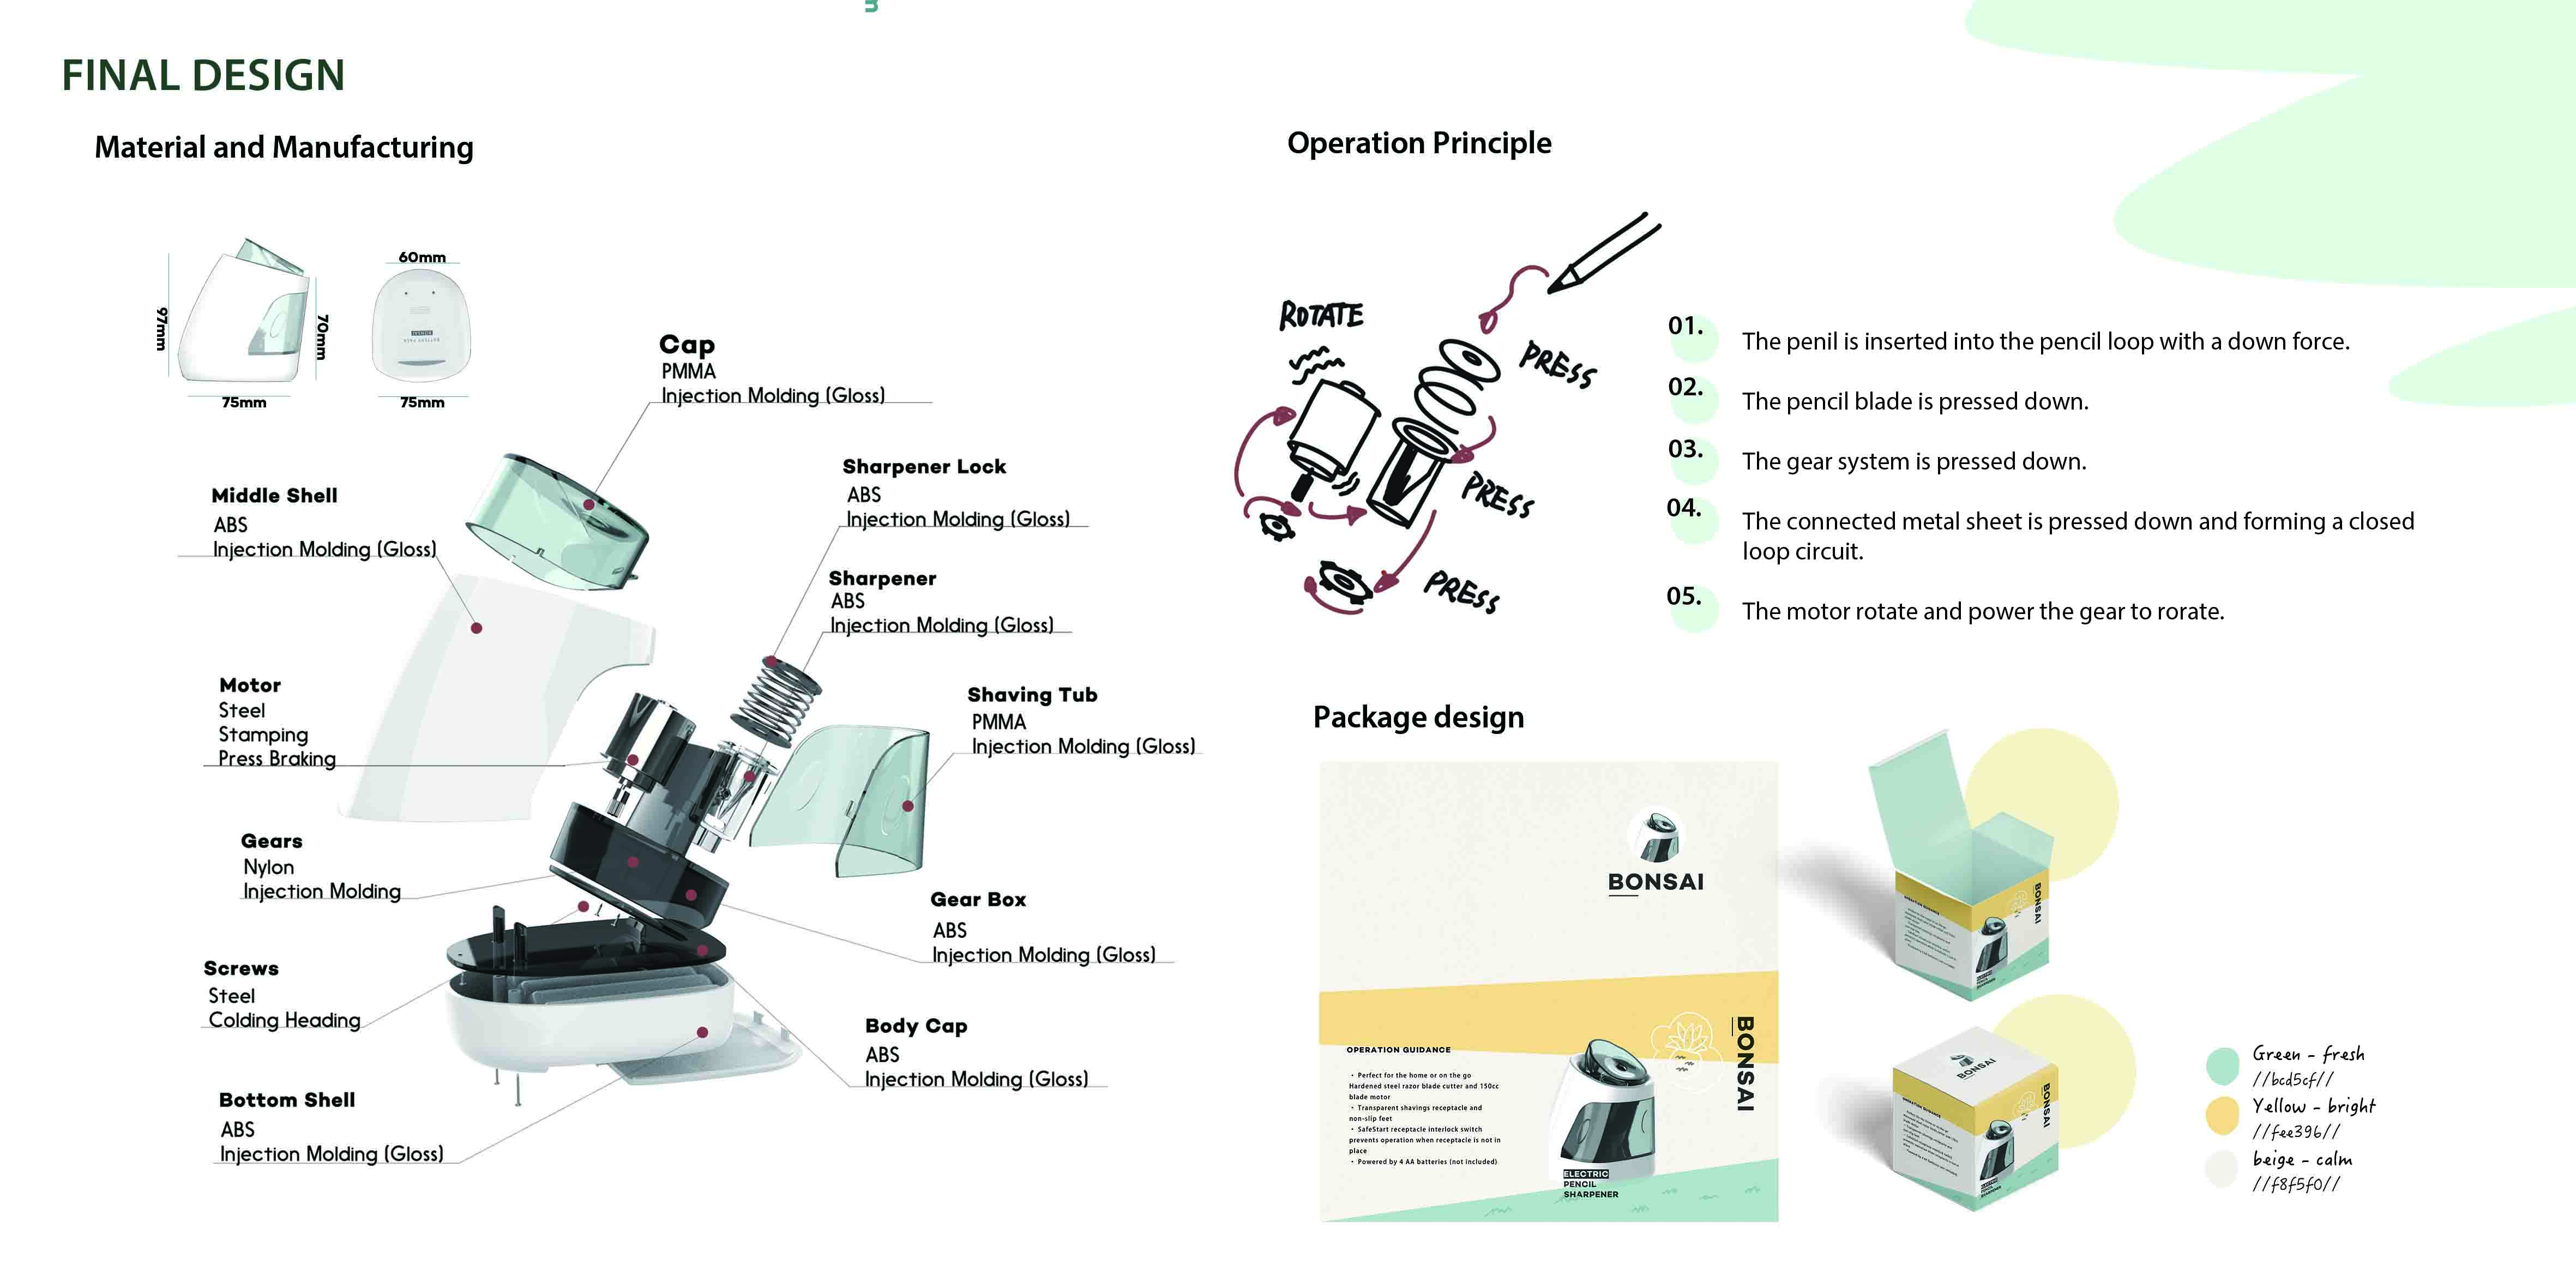 FINAL DESIGN
Material and Manufacturing
97mm
70mm
75mm
60mm
75mm
BONSAI
Cap
PMMA
Injection Molding (Gloss)
Middle Shell
ABS
Injection Molding (Gloss)
Sharpener Lock
ABS
Injection Molding (Gloss)
Sharpener
ABS
Injection Molding (Gloss)
Motor
Steel
Stamping
Press Braking
Shaving Tub
PMMA
Injection Molding (Gloss)
Gears
Nylon
Injection Molding
Gear Box
ABS
Injection Molding (Gloss)
Screws
Steel
Colding Heading
Body Cap
ABS
Injection Molding (Gloss)
Bottom Shell
ABS
Injection Molding (Gloss)
Operation Principle
ROTATE
PRESS
PRESS
PRESS
01. The penil is inserted into the pencil loop with a down force.
02. The pencil blade is pressed down.
03. The gear system is pressed down.
04. The connected metal sheet is pressed down and forming a closed
loop circuit.
05. The motor rotate and power the gear to rorate.
Package design
BONSAI
BONSAI
OPERATION GUIDANCE
• Perfect for the home or on the go
Hardened steel razor blade cutter and 150cc
blade motor
• Transparent shavings receptacle and
non-slip feet
• SafeStart receptacle interlock switch
prevents operation when receptacle is not in
place
• Powered by 4 AA batteries (not included)
ELECTRIC
PENCIL
SHARPENER
BONSAI
BONSAI
BONSAI
Green - fresh
//bcd5cf//
Yellow - bright
//fee396//
beige - calm
//f8f5f0//